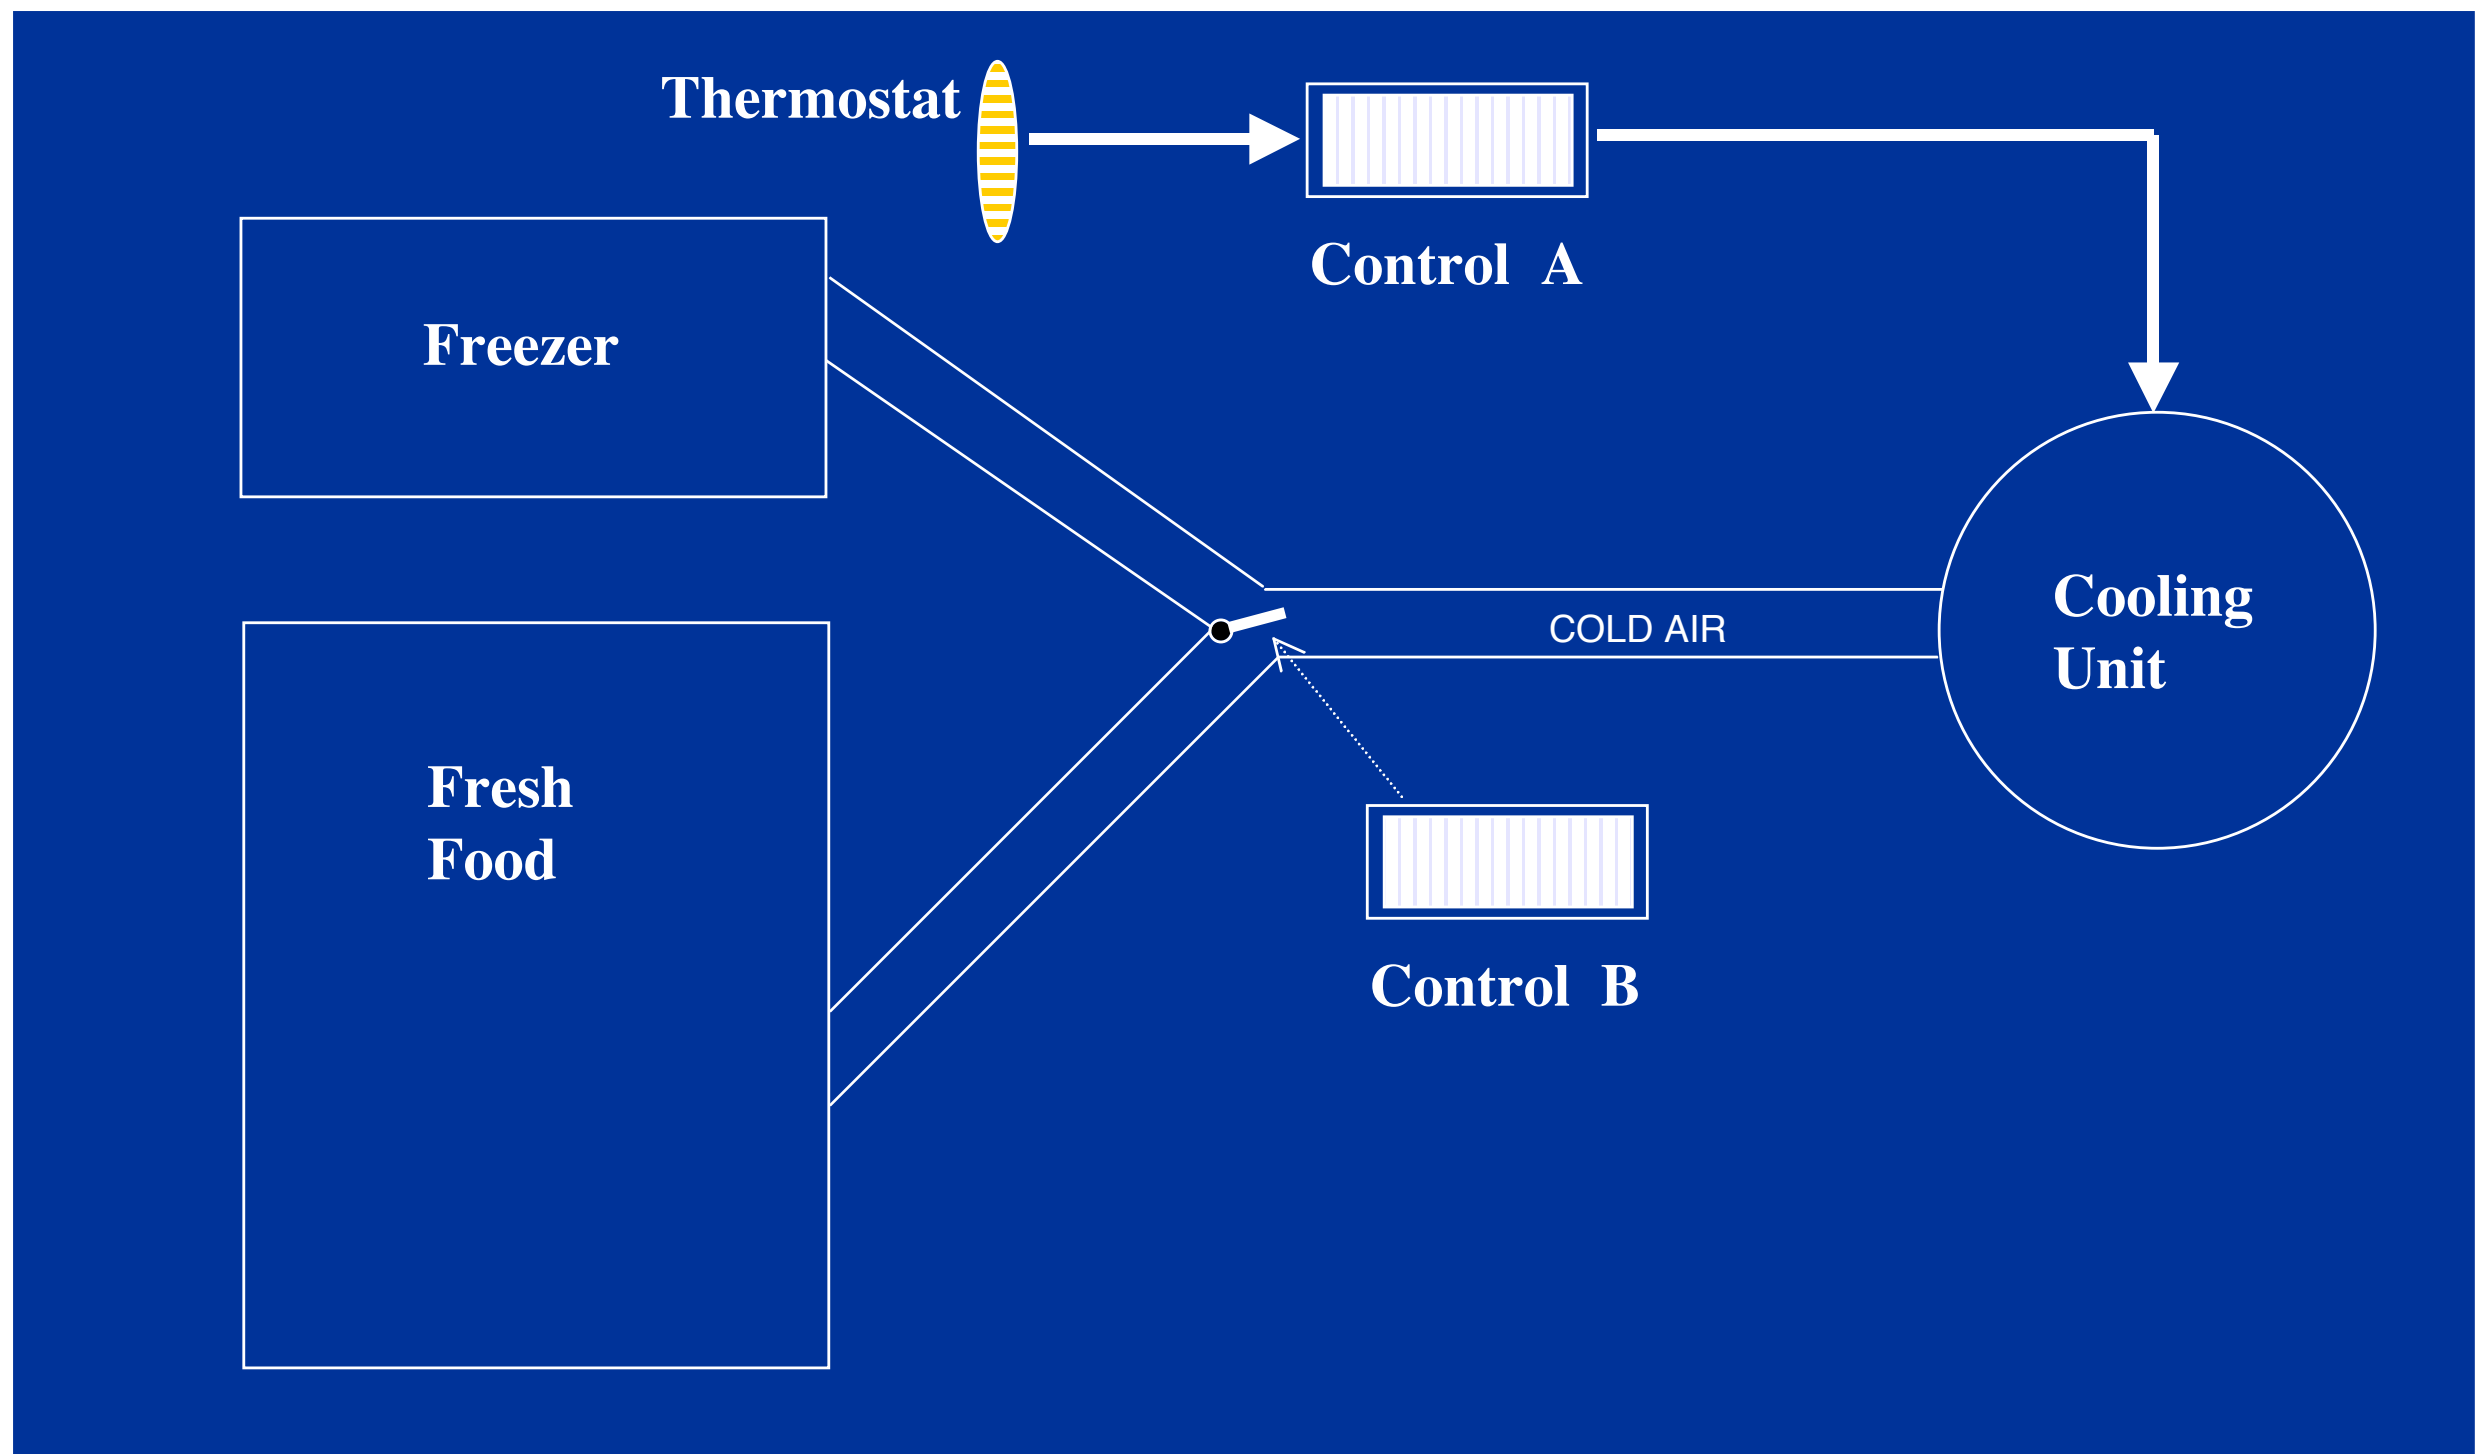 Thermostat
Control A
Freezer
COLD AIR
Cooling
Unit
Fresh
Food
Control B